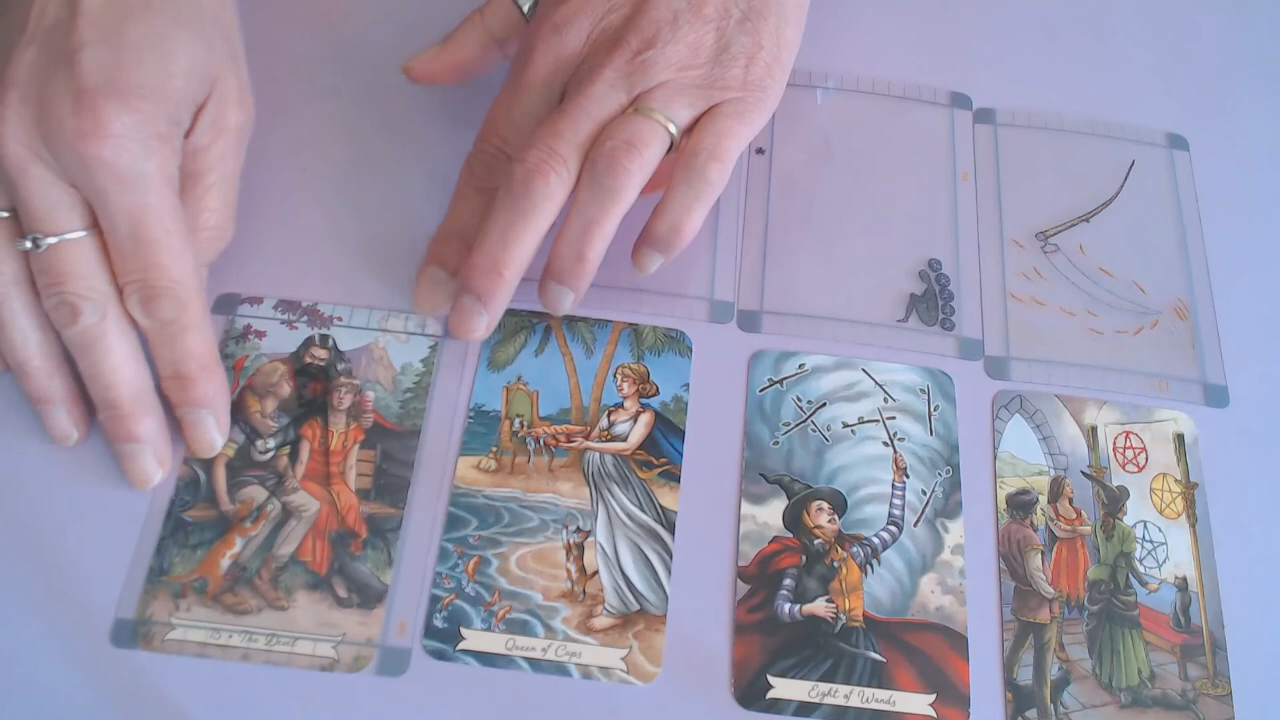 15 • The Devil
Queen of Cups
Eight of Wands